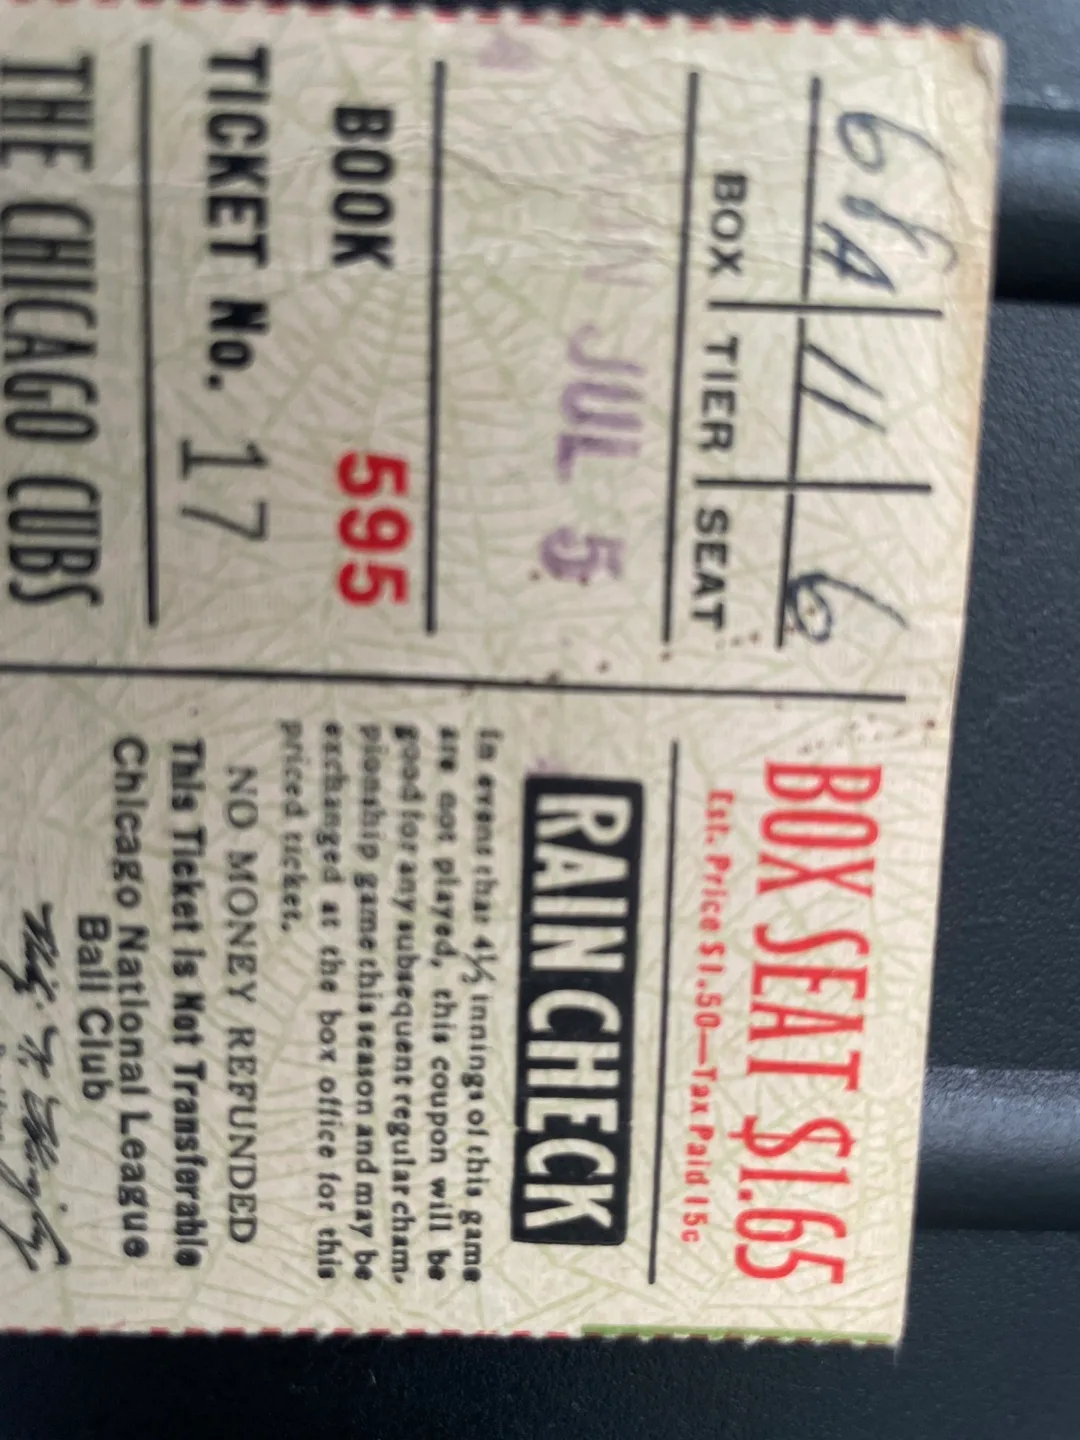 68A 11 6
BOX TIER SEAT
JUL 5
BOOK 595
TICKET No. 17
THE CHICAGO CUBS
BOX SEAT $1.65
Est. Price $1.50—Tax Paid 15c
RAIN CHECK
In event that 4½ innings of this game
are not played, this coupon will be
good for any subsequent regular cham-
pionship game this season and may be
exchanged at the box office for this
priced ticket.
NO MONEY REFUNDED
This Ticket is Not Transferable
Chicago National League
Ball Club